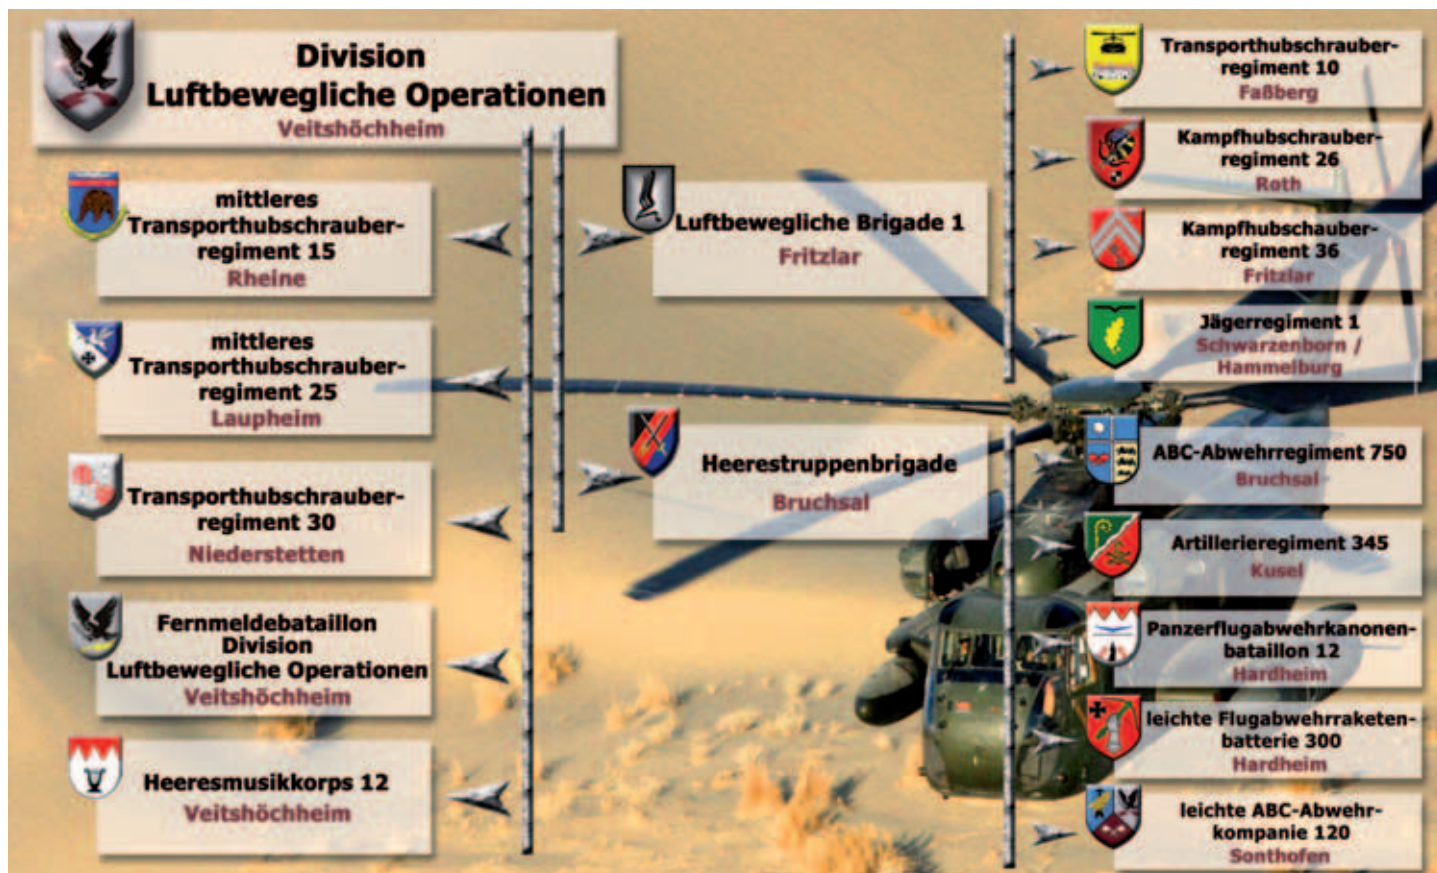 Division
Luftbewegliche Operationen
Veitshöchheim
mittleres
Transporthubschrauber-
regiment 15
Rheine
mittleres
Transporthubschrauber-
regiment 25
Laupheim
Transporthubschrauber-
regiment 30
Niederstetten
Fernmeldebataillon
Division
Luftbewegliche Operationen
Veitshöchheim
Heeresmusikkorps 12
Veitshöchheim
Luftbewegliche Brigade 1
Fritzlar
Heerestruppenbrigade
Bruchsal
Transporthubschrauber-
regiment 10
Faßberg
Kampfhubschrauber-
regiment 26
Roth
Kampfhubschauber-
regiment 36
Fritzlar
Jägerregiment 1
Schwarzenborn /
Hammelburg
ABC-Abwehrregiment 750
Bruchsal
Artillerieregiment 345
Kusel
Panzerflugabwehrkanonen-
bataillon 12
Hardheim
leichte Flugabwehrraketen-
batterie 300
Hardheim
leichte ABC-Abwehr-
kompanie 120
Sonthofen